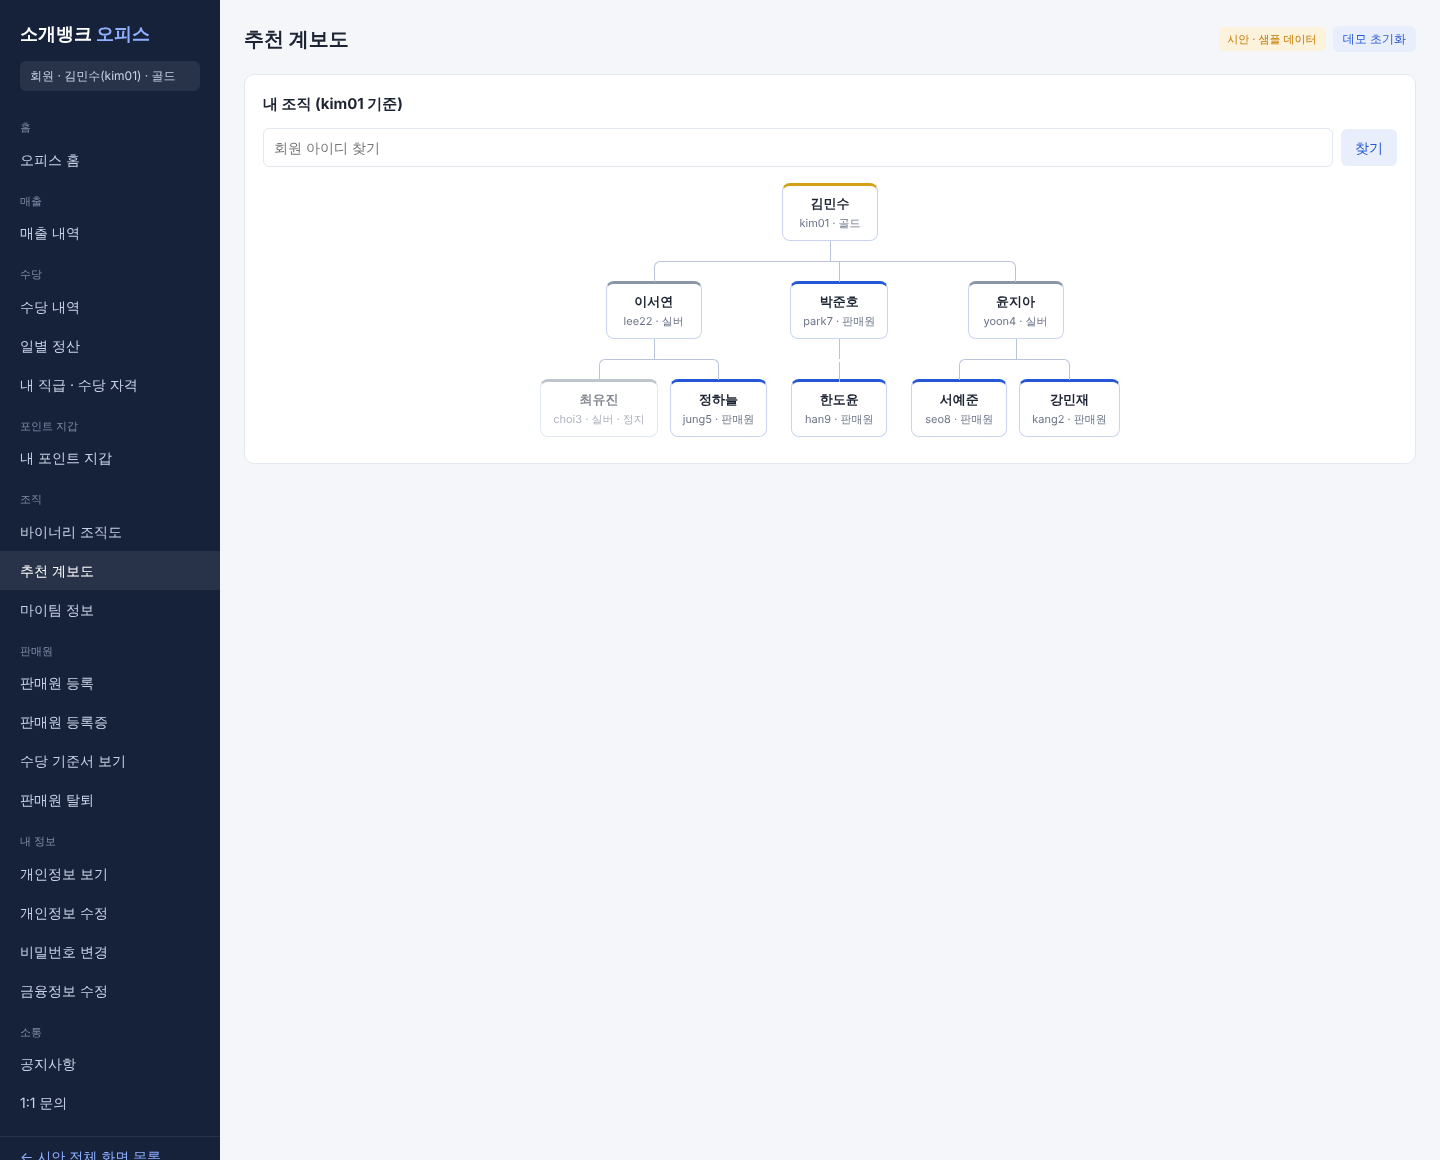 소개뱅크 오피스
회원 · 김민수(kim01) · 골드
홈
오피스 홈
매출
매출 내역
수당
수당 내역
일별 정산
내 직급 · 수당 자격
포인트 지갑
내 포인트 지갑
조직
바이너리 조직도
추천 계보도
마이팀 정보
판매원
판매원 등록
판매원 등록증
수당 기준서 보기
판매원 탈퇴
내 정보
개인정보 보기
개인정보 수정
비밀번호 변경
금융정보 수정
소통
공지사항
1:1 문의
← 시안 전체 화면 목록
추천 계보도
시안 · 샘플 데이터
데모 초기화
내 조직 (kim01 기준)
회원 아이디 찾기
찾기
김민수
kim01 · 골드
이서연
lee22 · 실버
박준호
park7 · 판매원
윤지아
yoon4 · 실버
최유진
choi3 · 실버 · 정지
정하늘
jung5 · 판매원
한도윤
han9 · 판매원
서예준
seo8 · 판매원
강민재
kang2 · 판매원